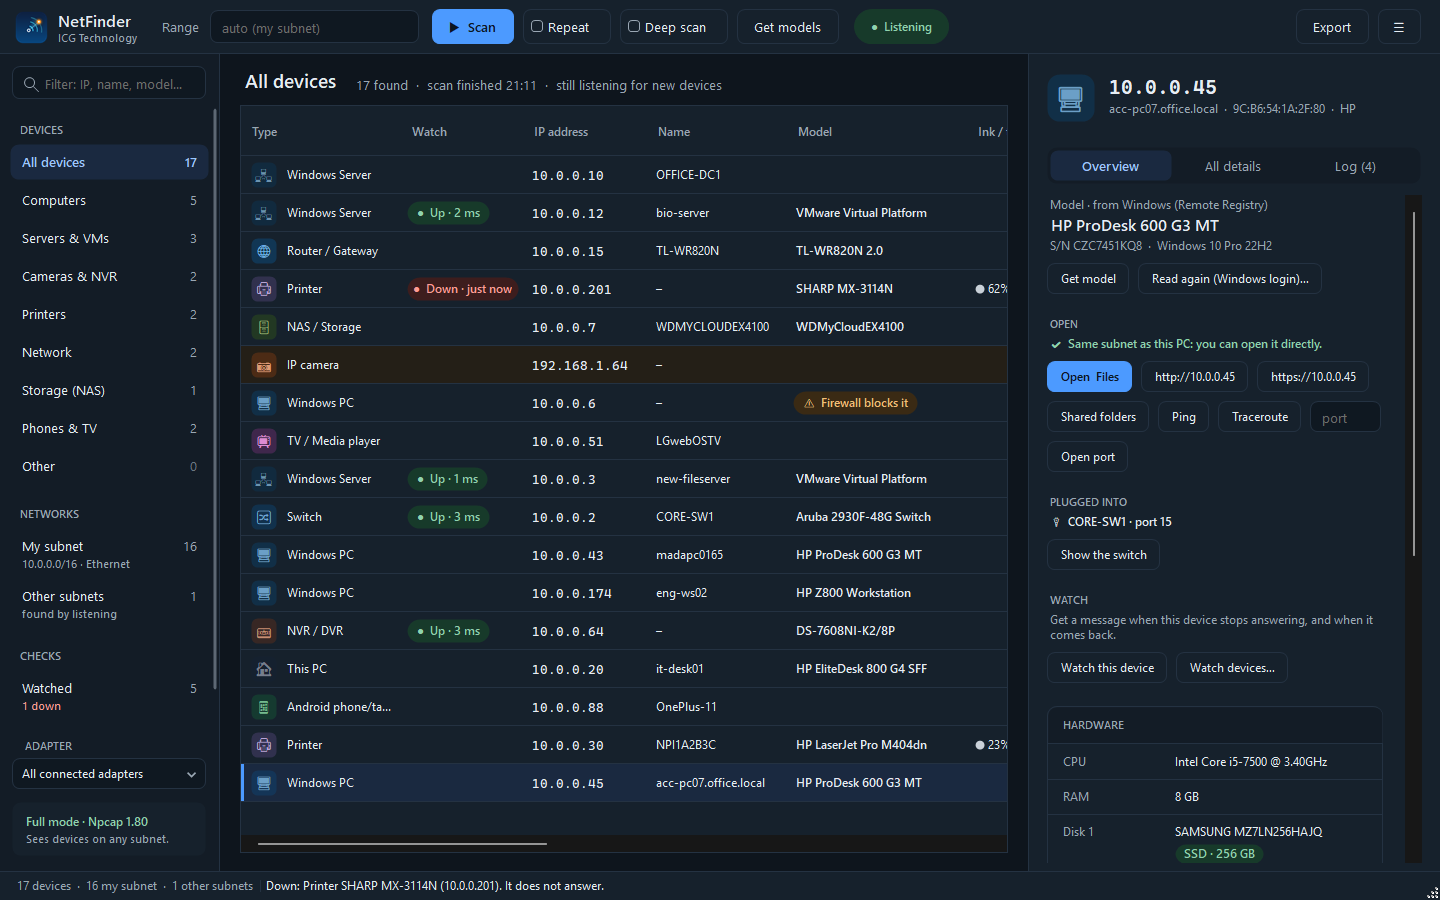 NetFinder
ICG Technology
Range
auto (my subnet)
Scan
Repeat
Deep scan
Get models
Listening
Export
Filter: IP, name, model...
DEVICES
All devices 17
Computers 5
Servers & VMs 3
Cameras & NVR 2
Printers 2
Network 2
Storage (NAS) 1
Phones & TV 2
Other 0
NETWORKS
My subnet 16
10.0.0.0/16 · Ethernet
Other subnets 1
found by listening
CHECKS
Watched 5
1 down
ADAPTER
All connected adapters
Full mode · Npcap 1.80
Sees devices on any subnet.
All devices 17 found · scan finished 21:11 · still listening for new devices
Type Watch IP address Name Model Ink /
Windows Server 10.0.0.10 OFFICE-DC1
Windows Server Up · 2 ms 10.0.0.12 bio-server VMware Virtual Platform
Router / Gateway 10.0.0.15 TL-WR820N TL-WR820N 2.0
Printer Down · just now 10.0.0.201 – SHARP MX-3114N 62%
NAS / Storage 10.0.0.7 WDMYCLOUDEX4100 WDMyCloudEX4100
IP camera 192.168.1.64 –
Windows PC 10.0.0.6 – Firewall blocks it
TV / Media player 10.0.0.51 LGwebOSTV
Windows Server Up · 1 ms 10.0.0.3 new-fileserver VMware Virtual Platform
Switch Up · 3 ms 10.0.0.2 CORE-SW1 Aruba 2930F-48G Switch
Windows PC 10.0.0.43 madapc0165 HP ProDesk 600 G3 MT
Windows PC 10.0.0.174 eng-ws02 HP Z800 Workstation
NVR / DVR Up · 3 ms 10.0.0.64 – DS-7608NI-K2/8P
This PC 10.0.0.20 it-desk01 HP EliteDesk 800 G4 SFF
Android phone/ta... 10.0.0.88 OnePlus-11
Printer 10.0.0.30 NPI1A2B3C HP LaserJet Pro M404dn 23%
Windows PC 10.0.0.45 acc-pc07.office.local HP ProDesk 600 G3 MT
10.0.0.45
acc-pc07.office.local · 9C:B6:54:1A:2F:80 · HP
Overview All details Log (4)
Model · from Windows (Remote Registry)
HP ProDesk 600 G3 MT
S/N CZC7451KQ8 · Windows 10 Pro 22H2
Get model Read again (Windows login)...
OPEN
Same subnet as this PC: you can open it directly.
Open Files http://10.0.0.45 https://10.0.0.45
Shared folders Ping Traceroute port
Open port
PLUGGED INTO
CORE-SW1 · port 15
Show the switch
WATCH
Get a message when this device stops answering, and when it
comes back.
Watch this device Watch devices...
HARDWARE
CPU Intel Core i5-7500 @ 3.40GHz
RAM 8 GB
Disk 1 SAMSUNG MZ7LN256HAJQ
SSD · 256 GB
17 devices · 16 my subnet · 1 other subnets Down: Printer SHARP MX-3114N (10.0.0.201). It does not answer.